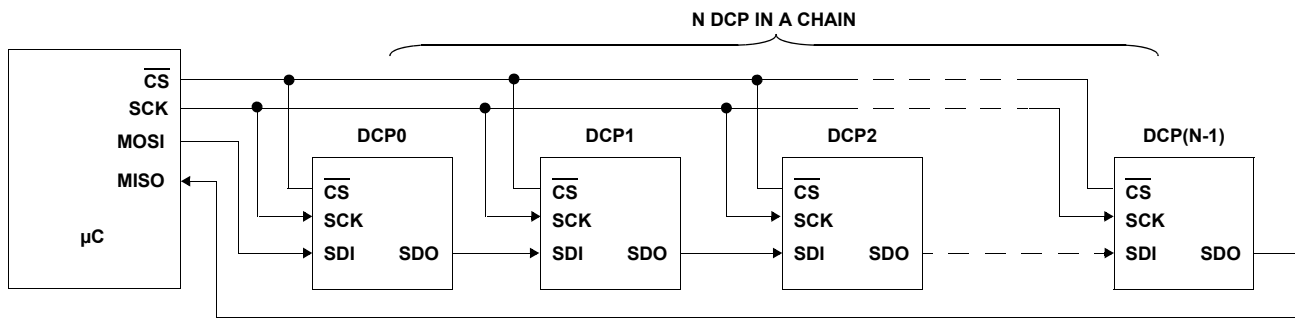 N DCP IN A CHAIN
CS
SCK
MOSI
MISO
µC
DCP0
CS
SCK
SDI SDO
DCP1
CS
SCK
SDI SDO
DCP2
CS
SCK
SDI SDO
DCP(N-1)
CS
SCK
SDI SDO